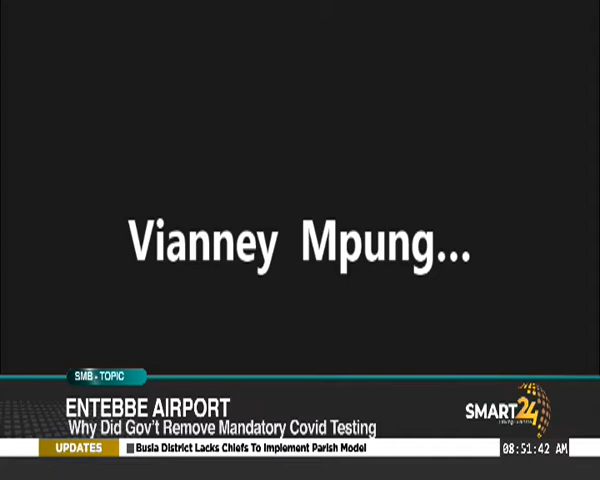 Vianney Mpung...
SMB - TOPIC
ENTEBBE AIRPORT
Why Did Gov't Remove Mandatory Covid Testing
SMART24
UPDATES
Busia District Lacks Chiefs To Implement Parish Model
08:51:42 AM